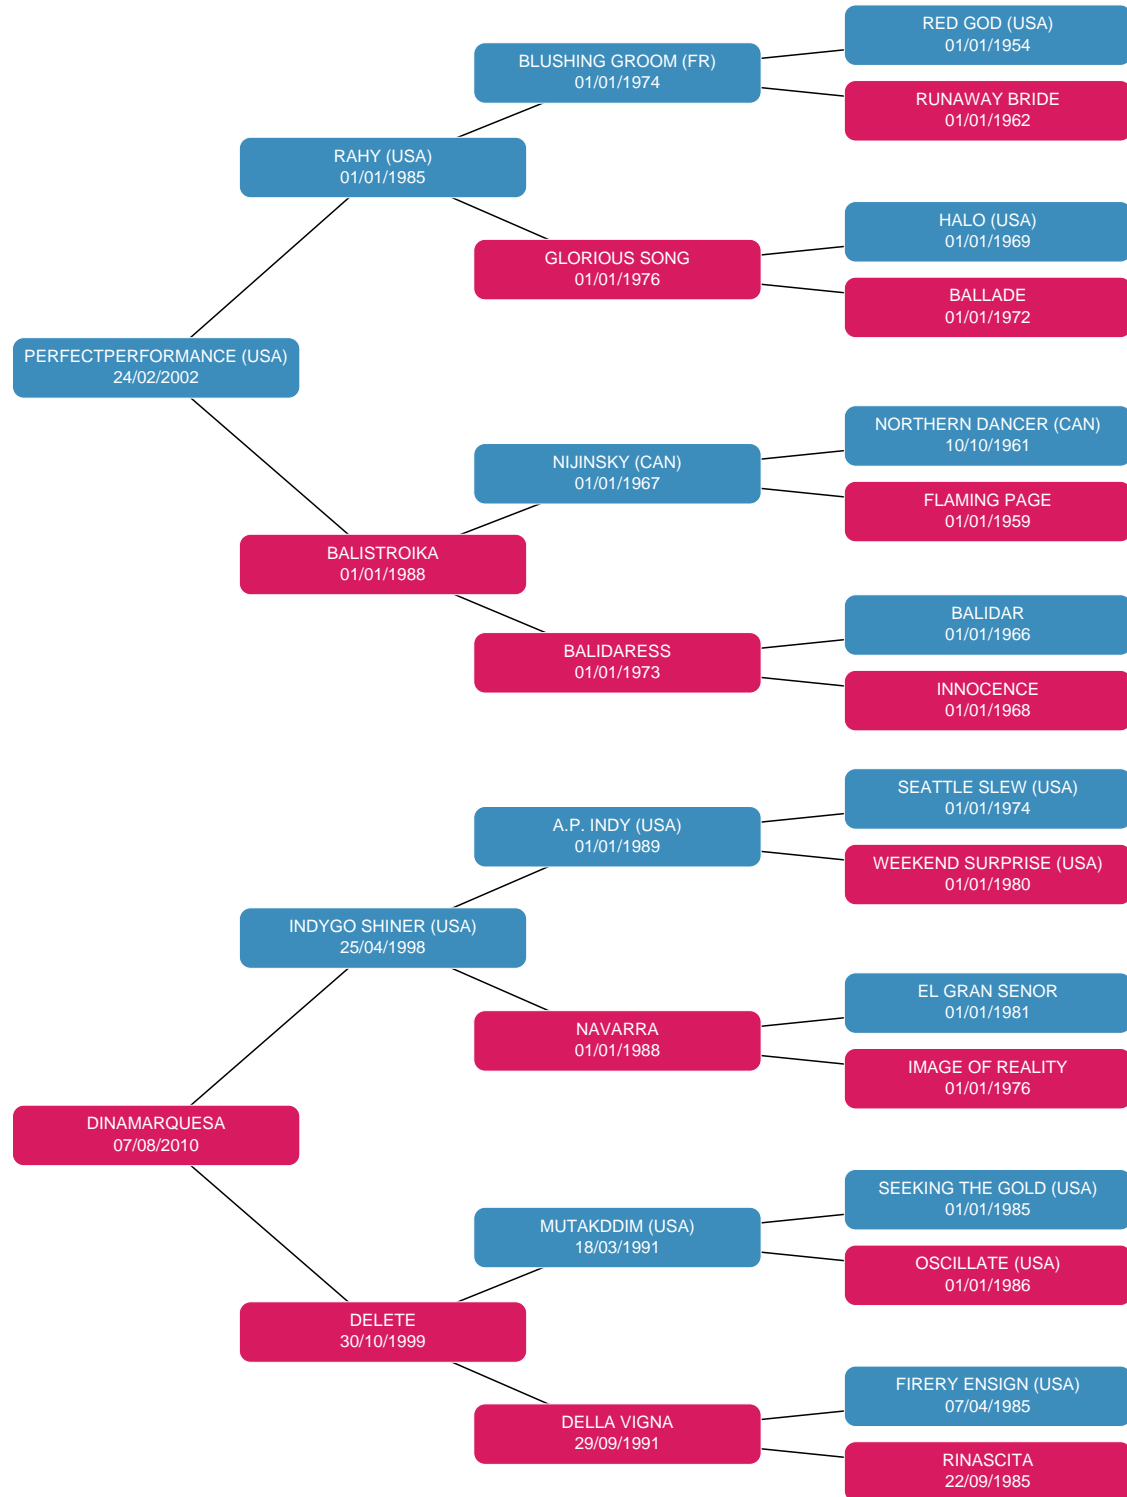 RED GOD (USA)
01/01/1954
BLUSHING GROOM (FR)
01/01/1974
RUNAWAY BRIDE
01/01/1962
RAHY (USA)
01/01/1985
HALO (USA)
01/01/1969
GLORIOUS SONG
01/01/1976
BALLADE
01/01/1972
PERFECTPERFORMANCE (USA)
24/02/2002
NORTHERN DANCER (CAN)
10/10/1961
NIJINSKY (CAN)
01/01/1967
FLAMING PAGE
01/01/1959
BALISTROIKA
01/01/1988
BALIDAR
01/01/1966
BALIDARESS
01/01/1973
INNOCENCE
01/01/1968
SEATTLE SLEW (USA)
01/01/1974
A.P. INDY (USA)
01/01/1989
WEEKEND SURPRISE (USA)
01/01/1980
INDYGO SHINER (USA)
25/04/1998
EL GRAN SENOR
01/01/1981
NAVARRA
01/01/1988
IMAGE OF REALITY
01/01/1976
DINAMARQUESA
07/08/2010
SEEKING THE GOLD (USA)
01/01/1985
MUTAKDDIM (USA)
18/03/1991
OSCILLATE (USA)
01/01/1986
DELETE
30/10/1999
FIRERY ENSIGN (USA)
07/04/1985
DELLA VIGNA
29/09/1991
RINASCITA
22/09/1985